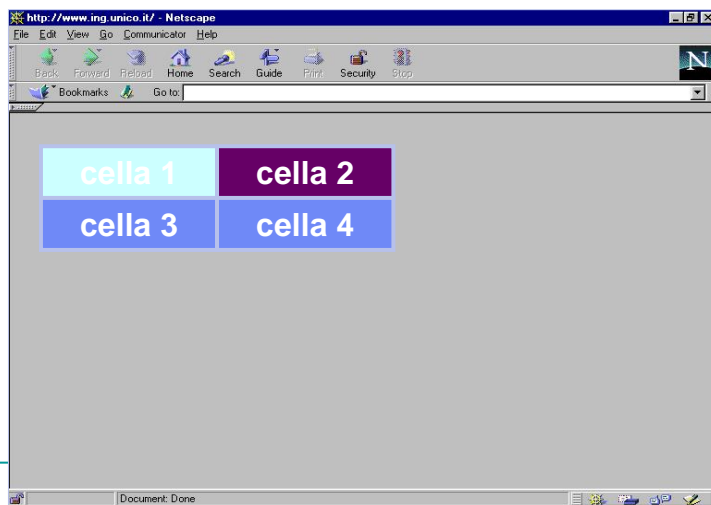 http://www.ing.unico.it/ - Netscape
File Edit View Go Communicator Help
Back Forward Reload Home Search Guide Print Security Stop
N
Bookmarks Go to:
cella 1 cella 2
cella 3 cella 4
Document: Done